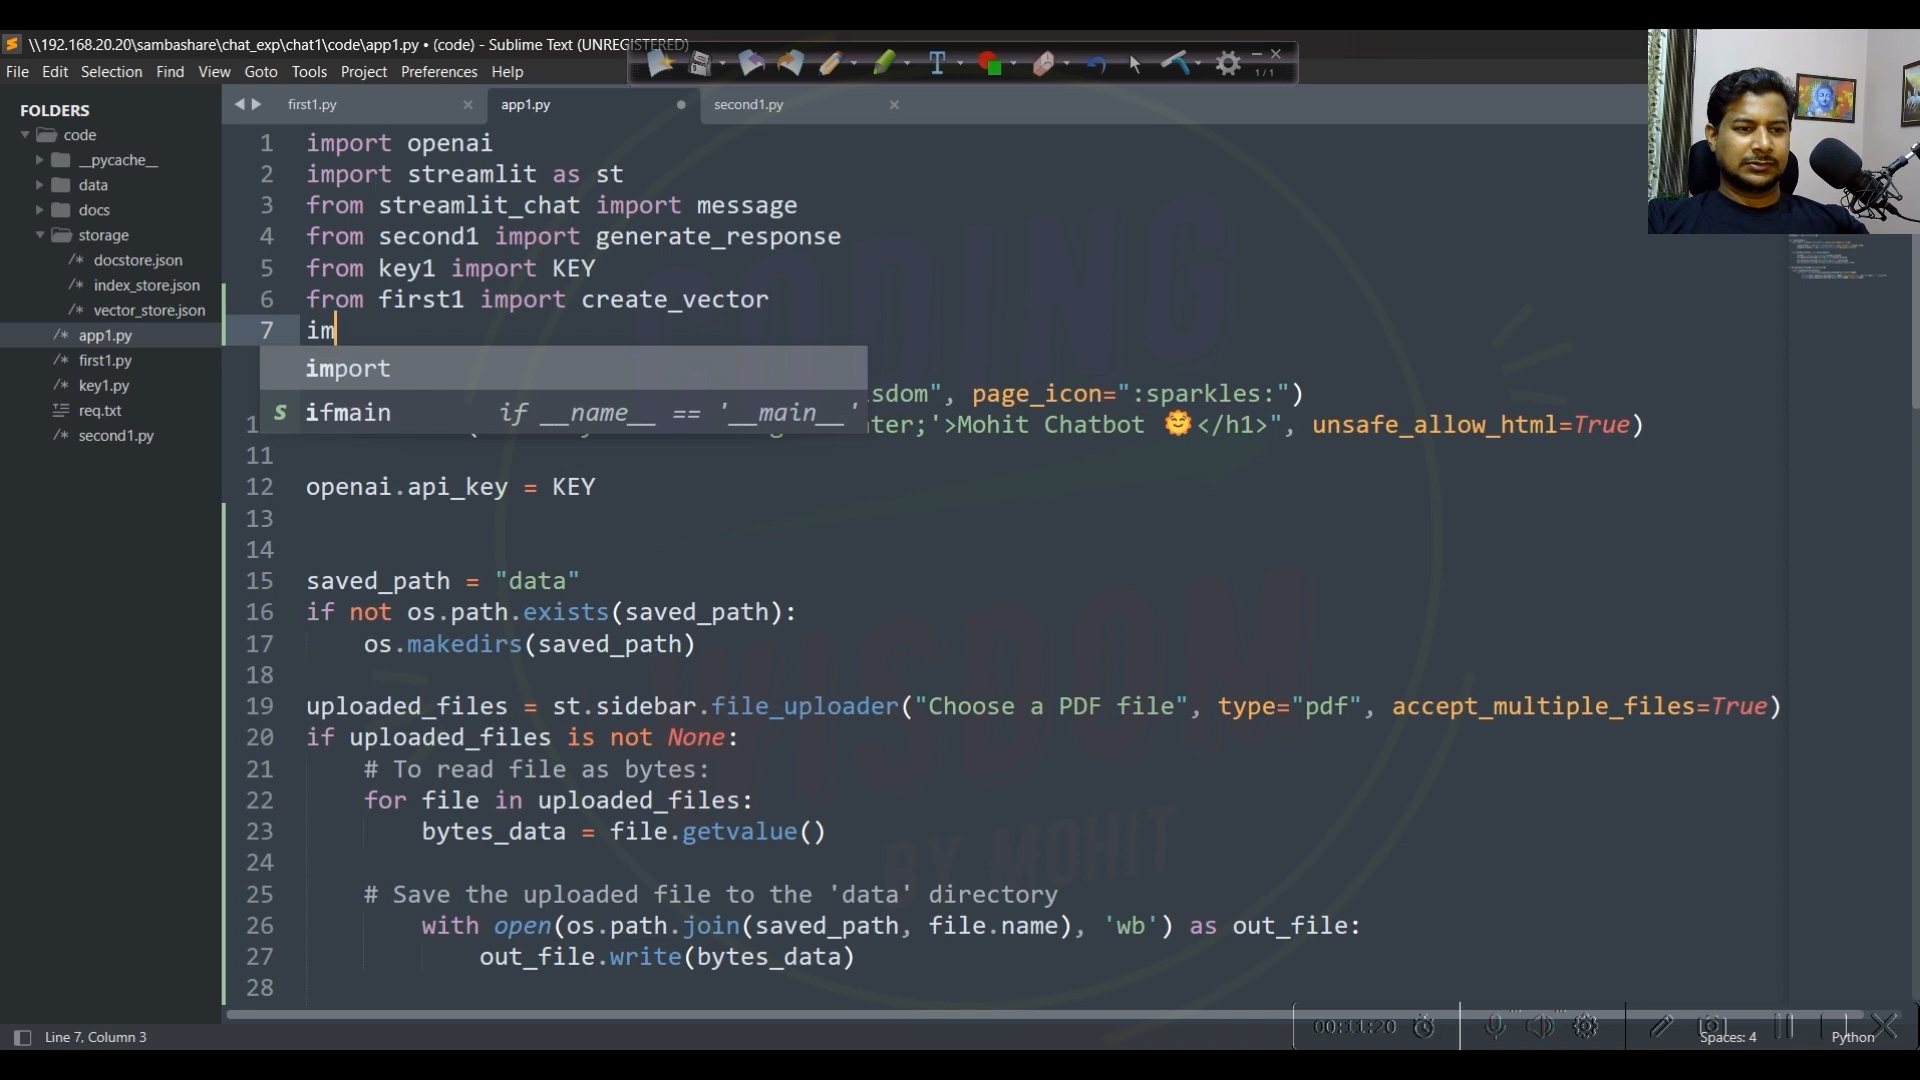 \\192.168.20.20\sambashare\chat_exp\chat1\code\app1.py • (code) - Sublime Text (UNREGISTERED)
File Edit Selection Find View Goto Tools Project Preferences Help
1/1
FOLDERS
code
__pycache__
data
docs
storage
/* docstore.json
/* index_store.json
/* vector_store.json
/* app1.py
/* first1.py
/* key1.py
req.txt
/* second1.py
first1.py app1.py second1.py
1 import openai
2 import streamlit as st
3 from streamlit_chat import message
4 from second1 import generate_response
5 from key1 import KEY
6 from first1 import create_vector
7 im
import
s ifmain if __name__ == '__main__'
sdom", page_icon=":sparkles:")
ter;'>Mohit Chatbot 🌞</h1>", unsafe_allow_html=True)
11
12 openai.api_key = KEY
13
14
15 saved_path = "data"
16 if not os.path.exists(saved_path):
17 os.makedirs(saved_path)
18
19 uploaded_files = st.sidebar.file_uploader("Choose a PDF file", type="pdf", accept_multiple_files=True)
20 if uploaded_files is not None:
21 # To read file as bytes:
22 for file in uploaded_files:
23 bytes_data = file.getvalue()
24
25 # Save the uploaded file to the 'data' directory
26 with open(os.path.join(saved_path, file.name), 'wb') as out_file:
27 out_file.write(bytes_data)
28
CODING
WISDOM
BY MOHIT
00:11:20
Line 7, Column 3
Spaces: 4 Python